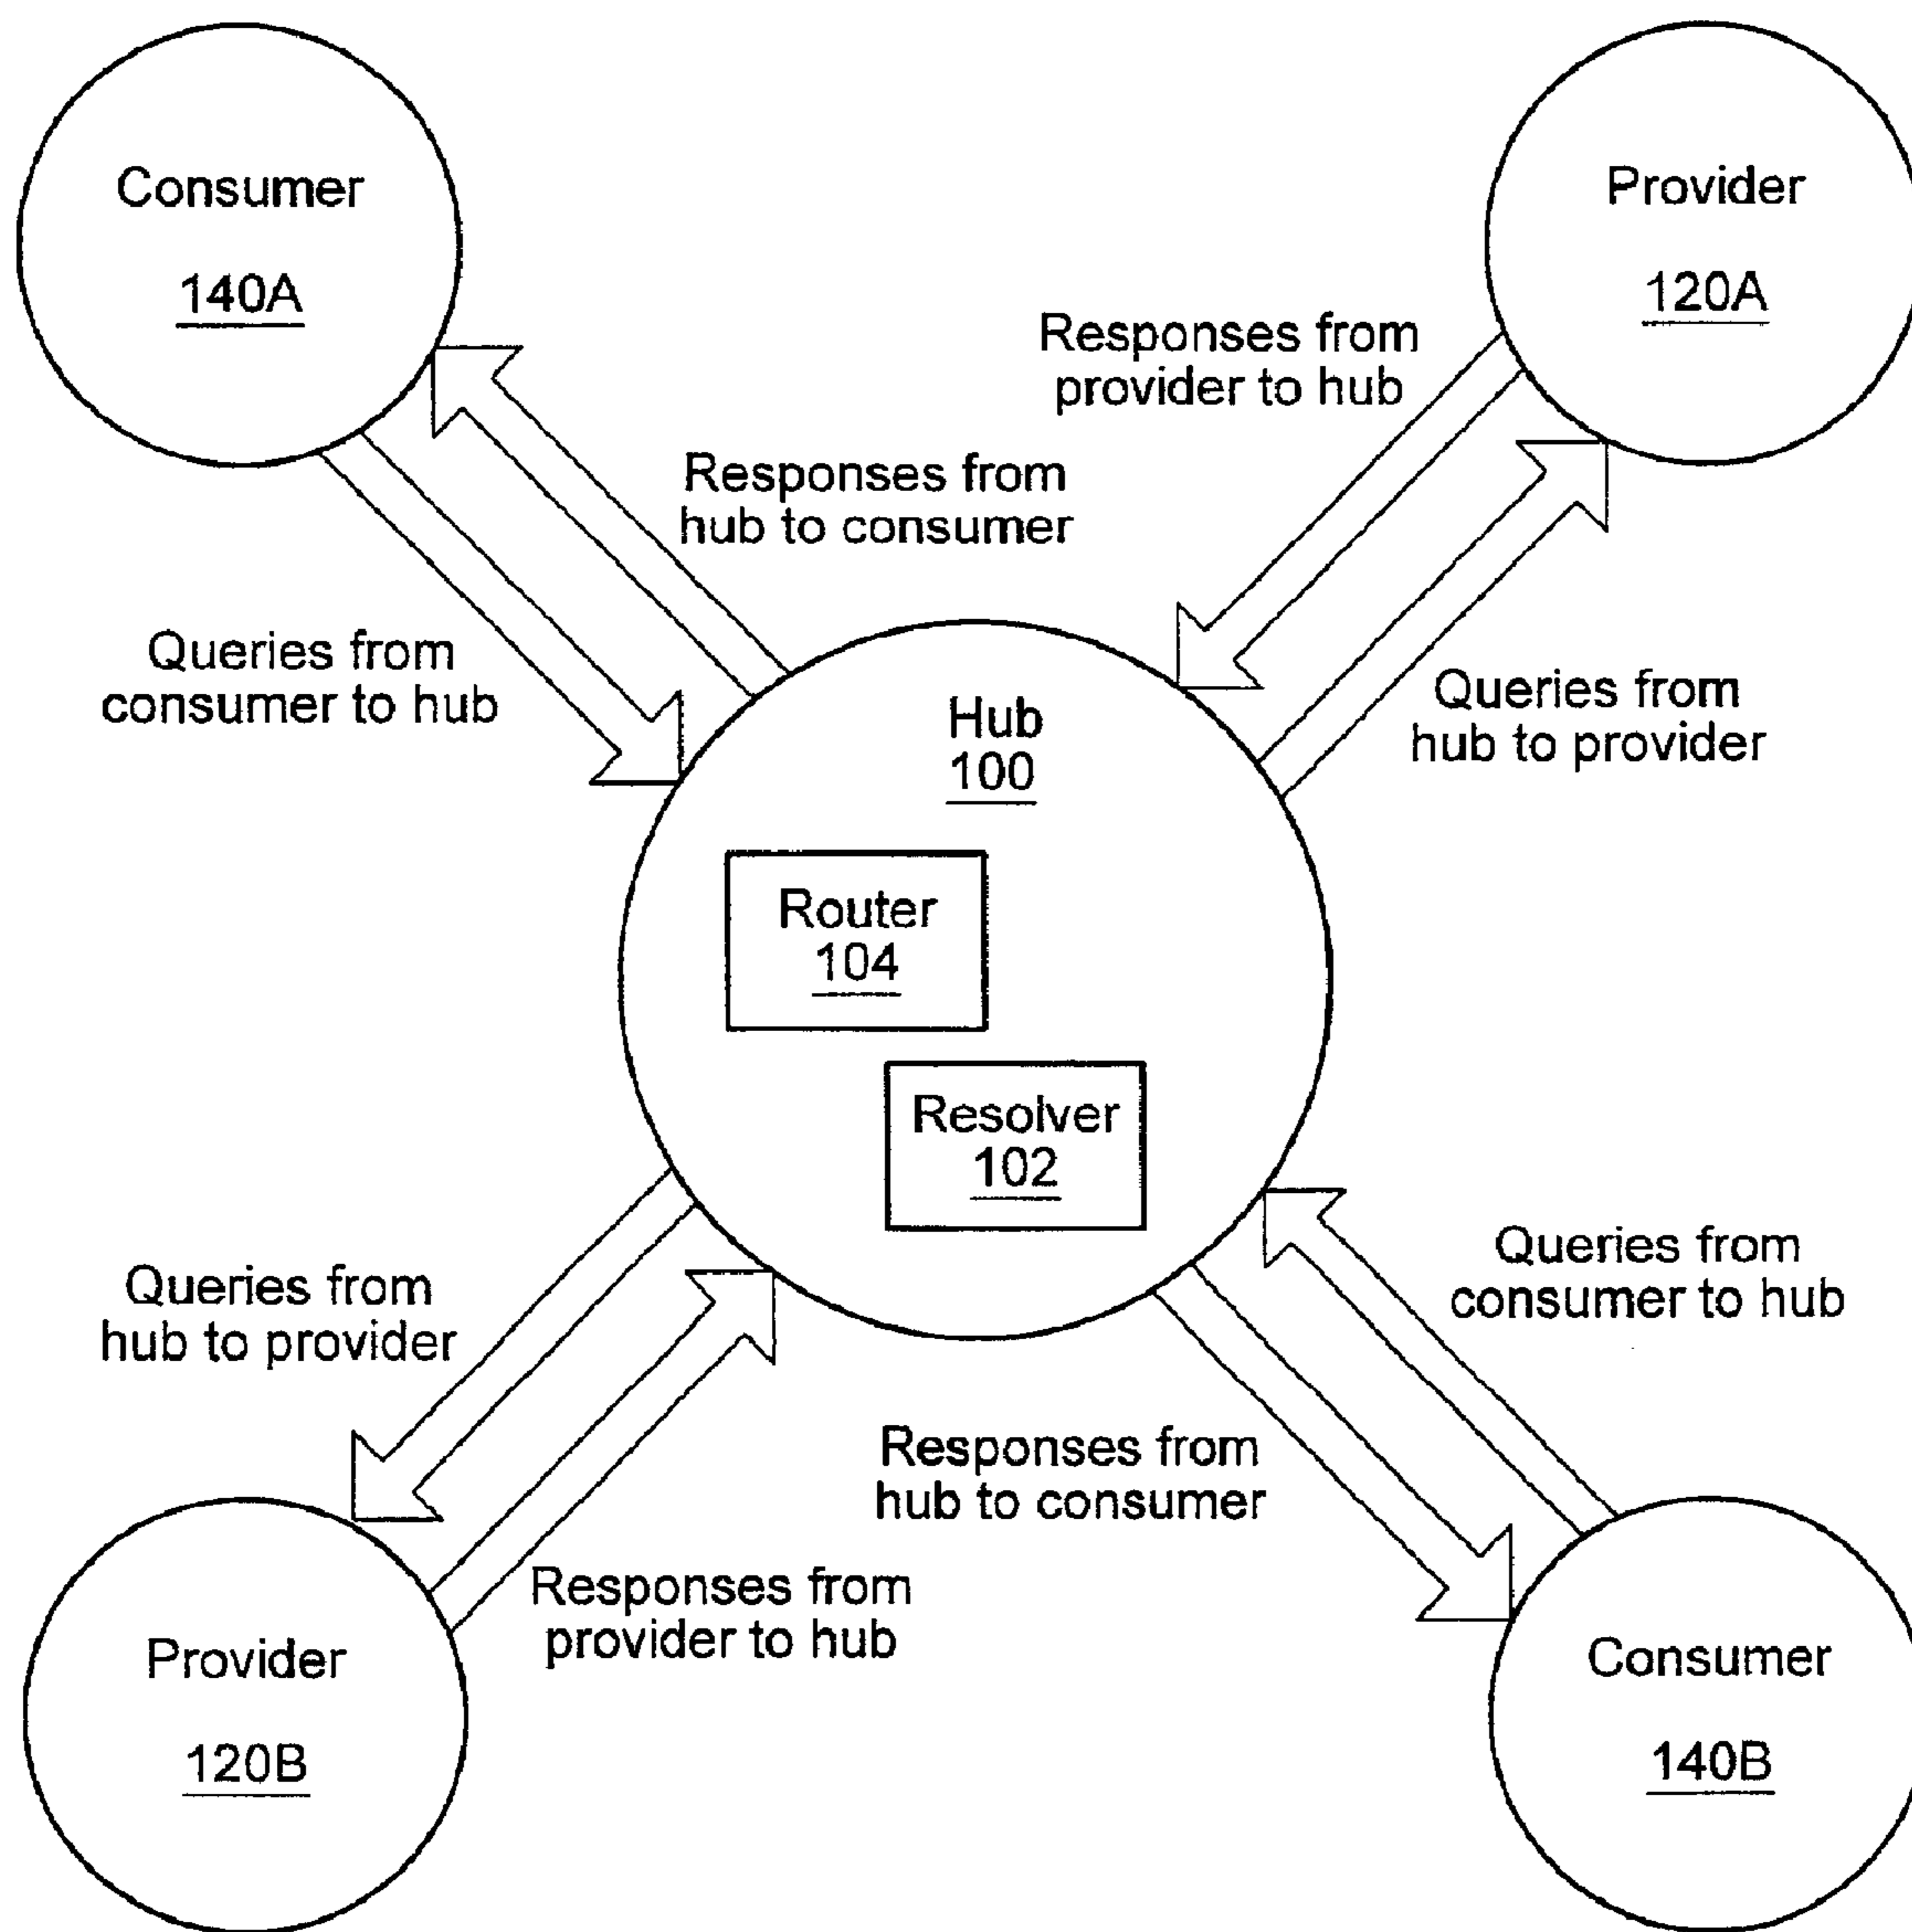 Consumer
140A
Provider
120A
Responses from
provider to hub
Responses from
hub to consumer
Queries from
consumer to hub
Queries from
hub to provider
Hub
100
Router
104
Resolver
102
Queries from
hub to provider
Queries from
consumer to hub
Responses from
hub to consumer
Responses from
provider to hub
Provider
120B
Consumer
140B